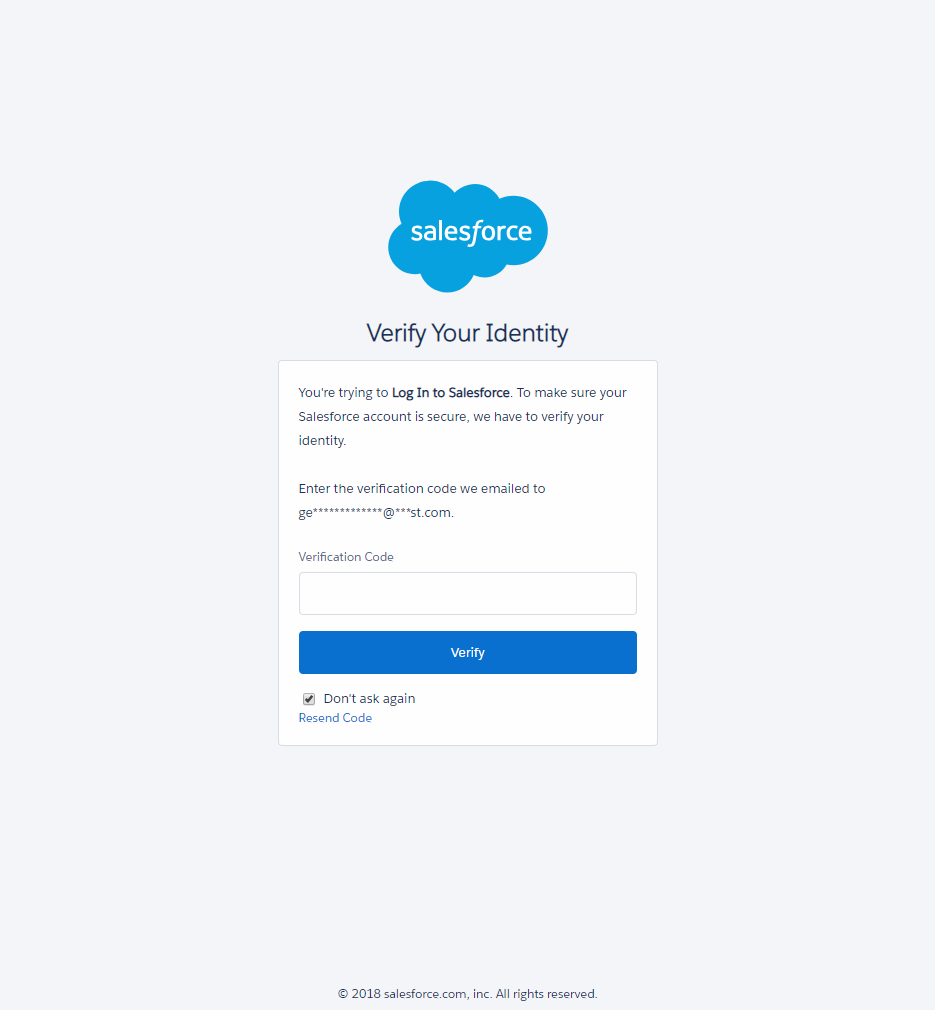 salesforce
Verify Your Identity
You're trying to Log In to Salesforce. To make sure your
Salesforce account is secure, we have to verify your
identity.
Enter the verification code we emailed to
ge*************@***st.com.
Verification Code
Verify
Don't ask again
Resend Code
© 2018 salesforce.com, inc. All rights reserved.